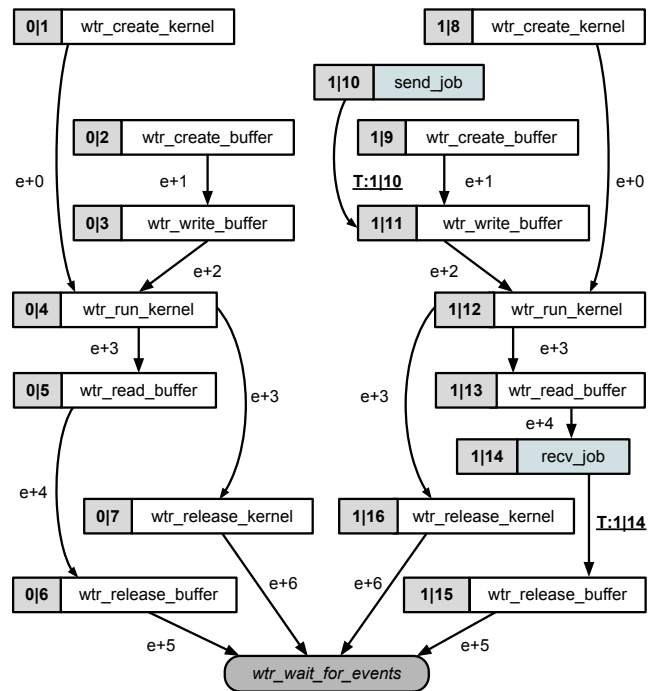 0|1 wtr_create_kernel
1|8 wtr_create_kernel
1|10 send_job
0|2 wtr_create_buffer
1|9 wtr_create_buffer
e+0
e+1
T:1|10
e+1
e+0
0|3 wtr_write_buffer
1|11 wtr_write_buffer
e+2
e+2
0|4 wtr_run_kernel
1|12 wtr_run_kernel
e+3
e+3
0|5 wtr_read_buffer
e+3
e+3
1|13 wtr_read_buffer
e+4
1|14 recv_job
e+4
0|7 wtr_release_kernel
1|16 wtr_release_kernel
T:1|14
e+6
e+6
0|6 wtr_release_buffer
1|15 wtr_release_buffer
e+5
e+5
wtr_wait_for_events